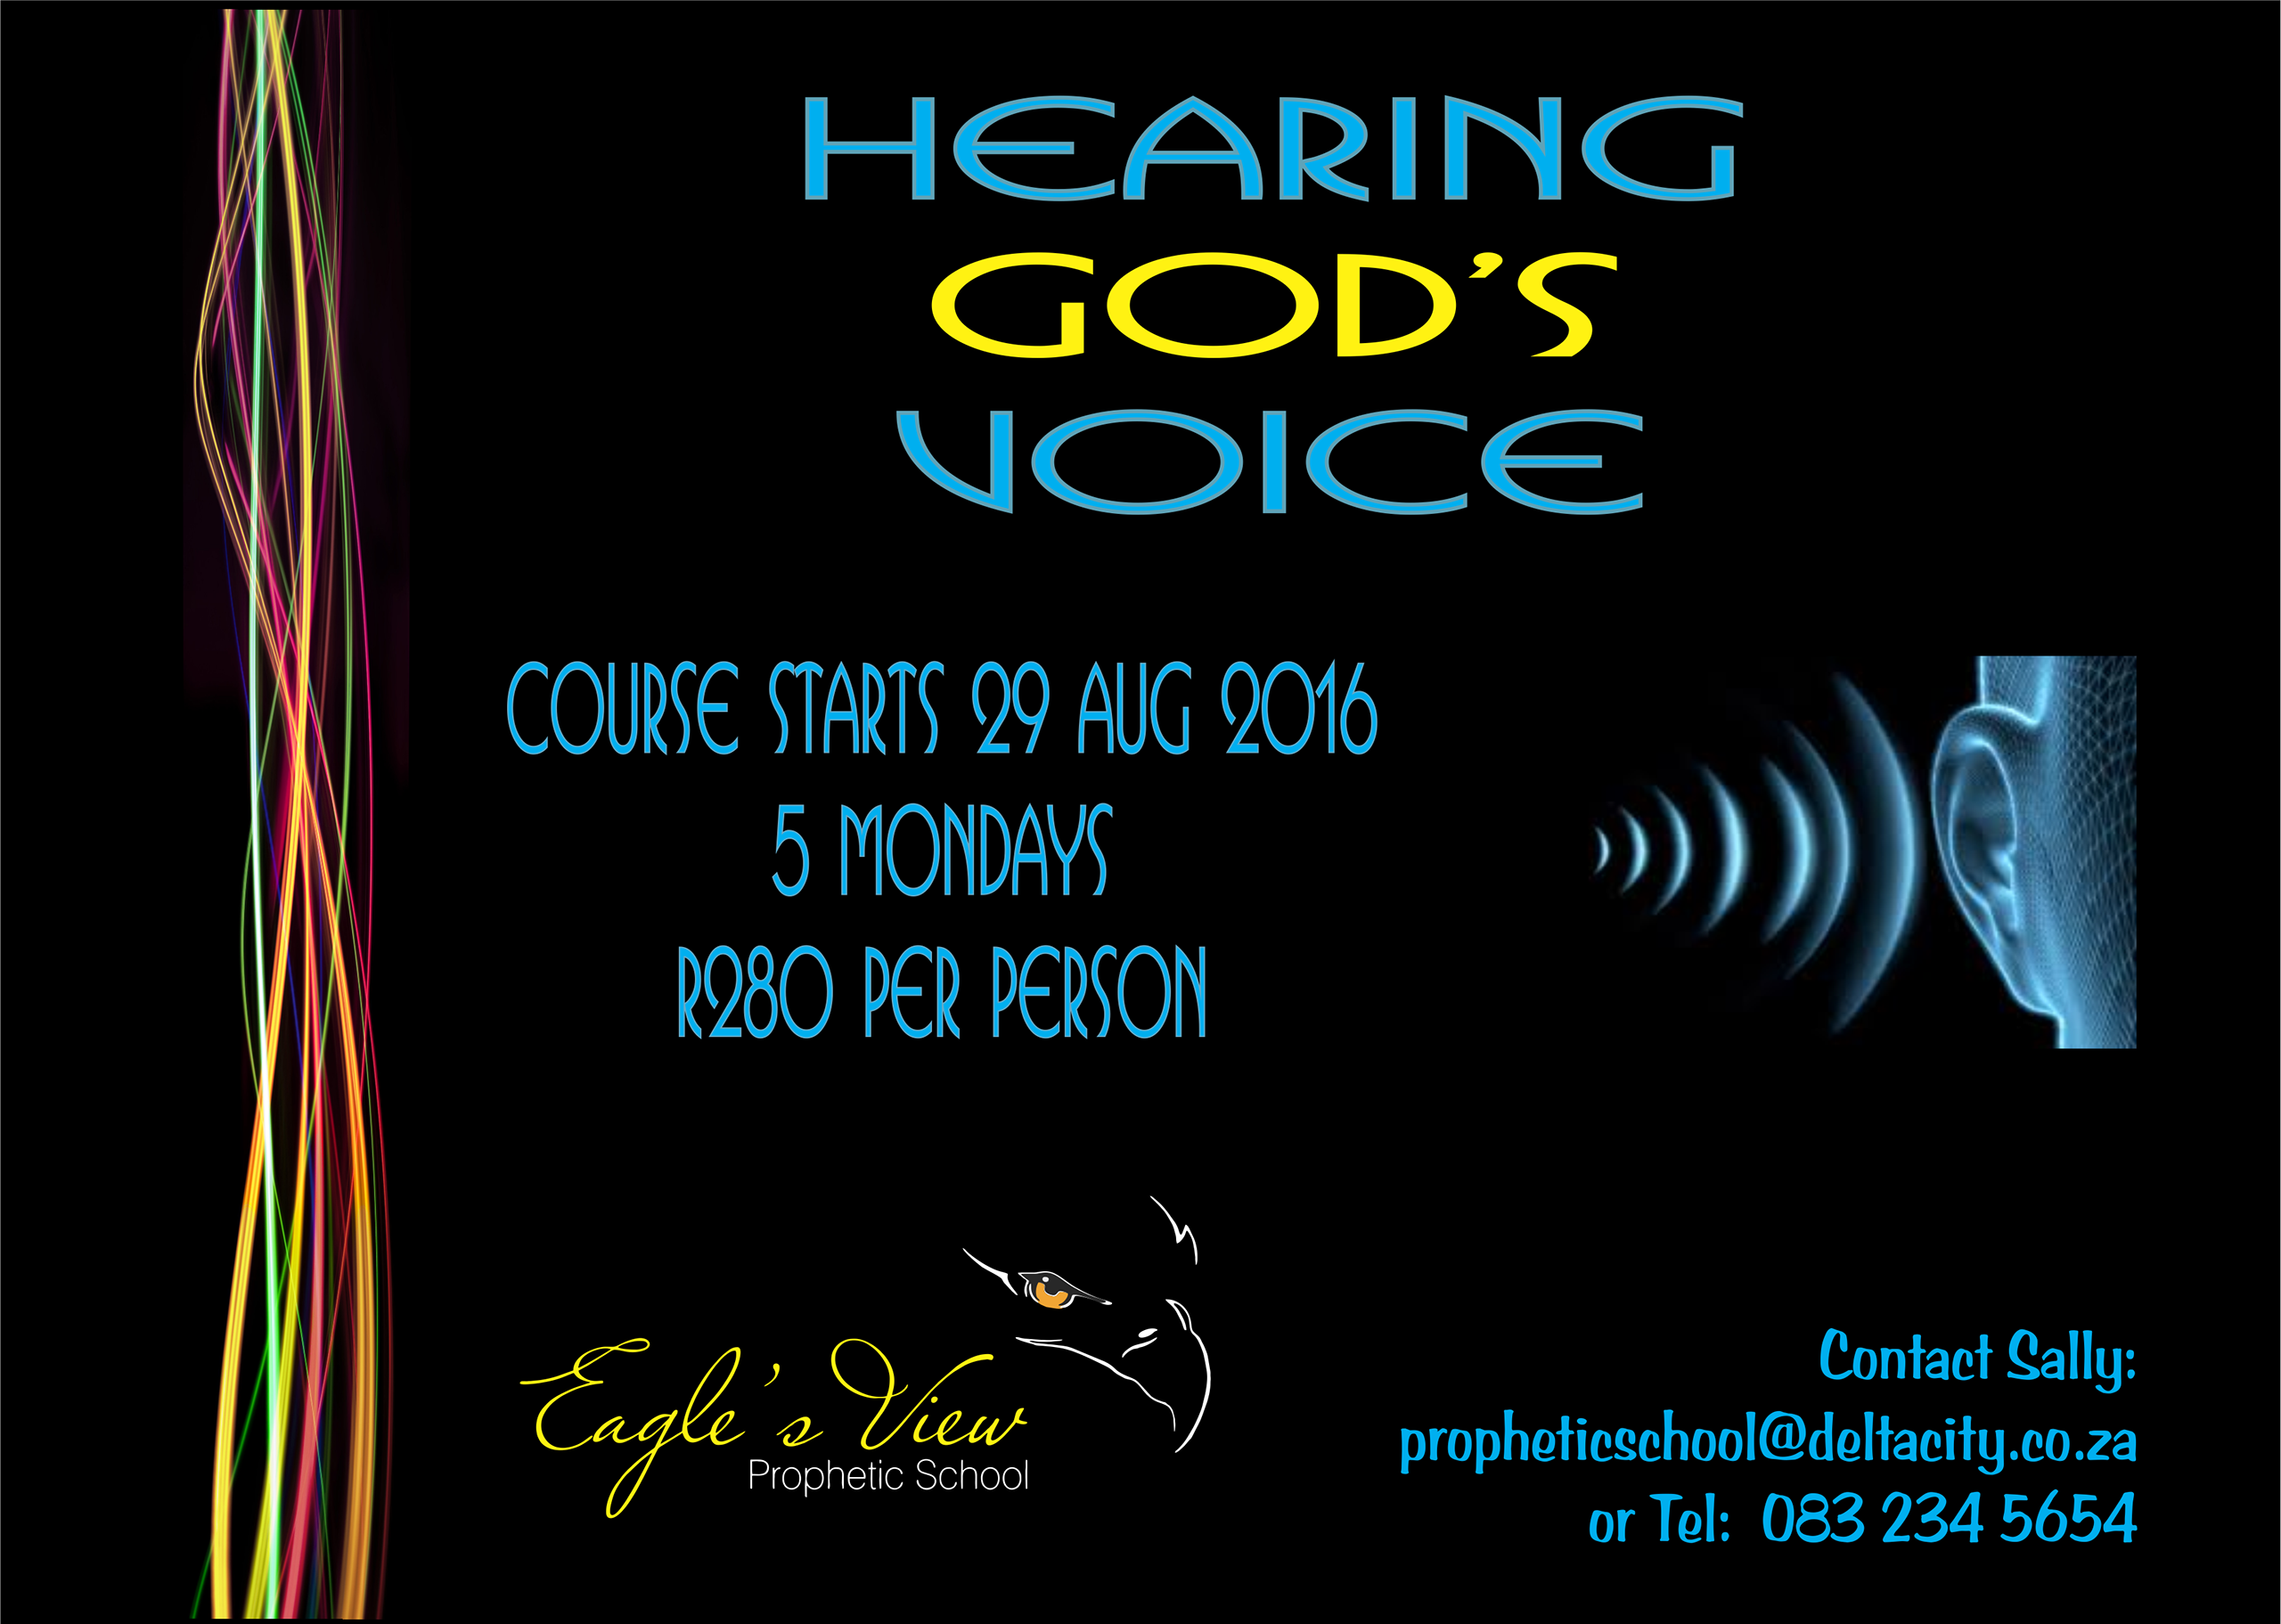 HEARING
GOD'S
VOICE
COURSE STARTS 29 AUG 2016
5 MONDAYS
R280 PER PERSON
Eagle's View
Prophetic School
Contact Sally:
propheticschool@deltacity.co.za
or Tel: 083 234 5654